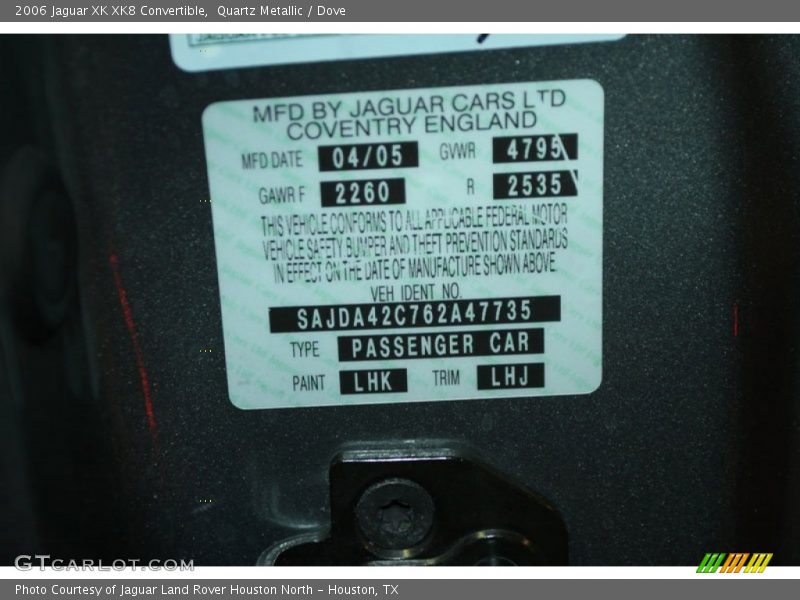 2006 Jaguar XK XK8 Convertible,  Quartz Metallic / Dove
MFD BY JAGUAR CARS LTD
COVENTRY ENGLAND
MFD DATE 04/05 GVWR 4795
GAWR F 2260 R 2535
THIS VEHICLE CONFORMS TO ALL APPLICABLE FEDERAL MOTOR
VEHICLE SAFETY BUMPER AND THEFT PREVENTION STANDARDS
IN EFFECT ON THE DATE OF MANUFACTURE SHOWN ABOVE
VEH IDENT NO.
SAJDA42C762A47735
TYPE PASSENGER CAR
PAINT LHK TRIM LHJ
GTcarlot.com
Photo Courtesy of Jaguar Land Rover Houston North – Houston, TX